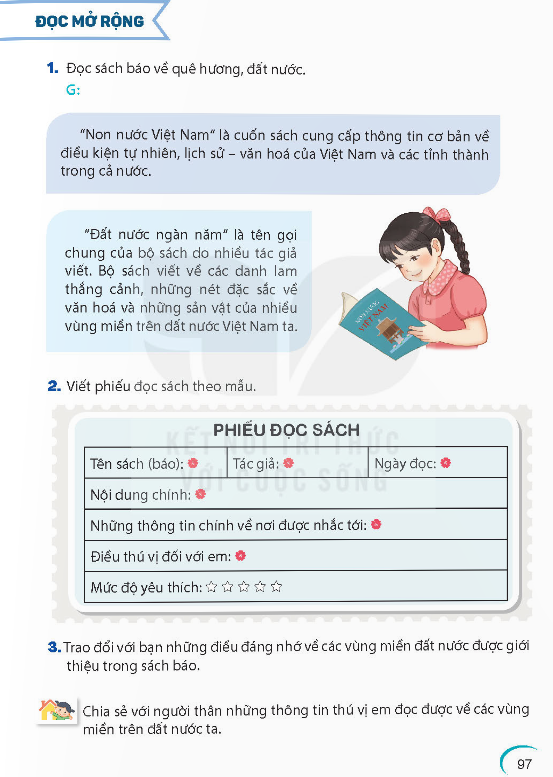 ĐỌC MỞ RỘNG
1. Đọc sách báo về quê hương, đất nước.
G:
"Non nước Việt Nam" là cuốn sách cung cấp thông tin cơ bản về
điều kiện tự nhiên, lịch sử – văn hoá của Việt Nam và các tỉnh thành
trong cả nước.
"Đất nước ngàn năm" là tên gọi
chung của bộ sách do nhiều tác giả
viết. Bộ sách viết về các danh lam
thắng cảnh, những nét đặc sắc về
văn hoá và những sản vật của nhiều
vùng miền trên đất nước Việt Nam ta.
NON NƯỚC
VIỆT NAM
2. Viết phiếu đọc sách theo mẫu.
PHIẾU ĐỌC SÁCH
KẾT NỐI TRI THỨC
VỚI CUỘC SỐNG
Tên sách (báo): Tác giả: Ngày đọc:
Nội dung chính:
Những thông tin chính về nơi được nhắc tới:
Điều thú vị đối với em:
Mức độ yêu thích: ☆ ☆ ☆ ☆ ☆
3. Trao đổi với bạn những điều đáng nhớ về các vùng miền đất nước được giới
thiệu trong sách báo.
Chia sẻ với người thân những thông tin thú vị em đọc được về các vùng
miền trên đất nước ta.
97